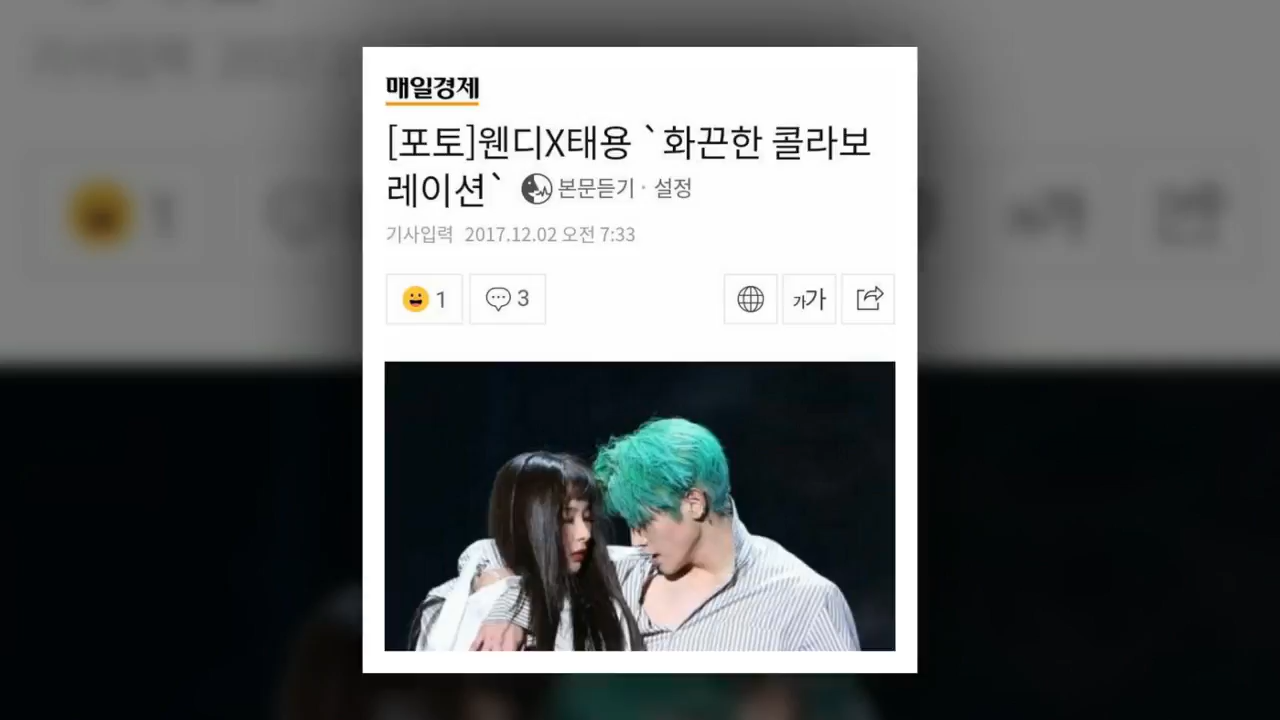 매일경제
[포토]웬디X태용 `화끈한 콜라보
레이션` 본문듣기 · 설정
기사입력 2017.12.02 오전 7:33
1 3 가가